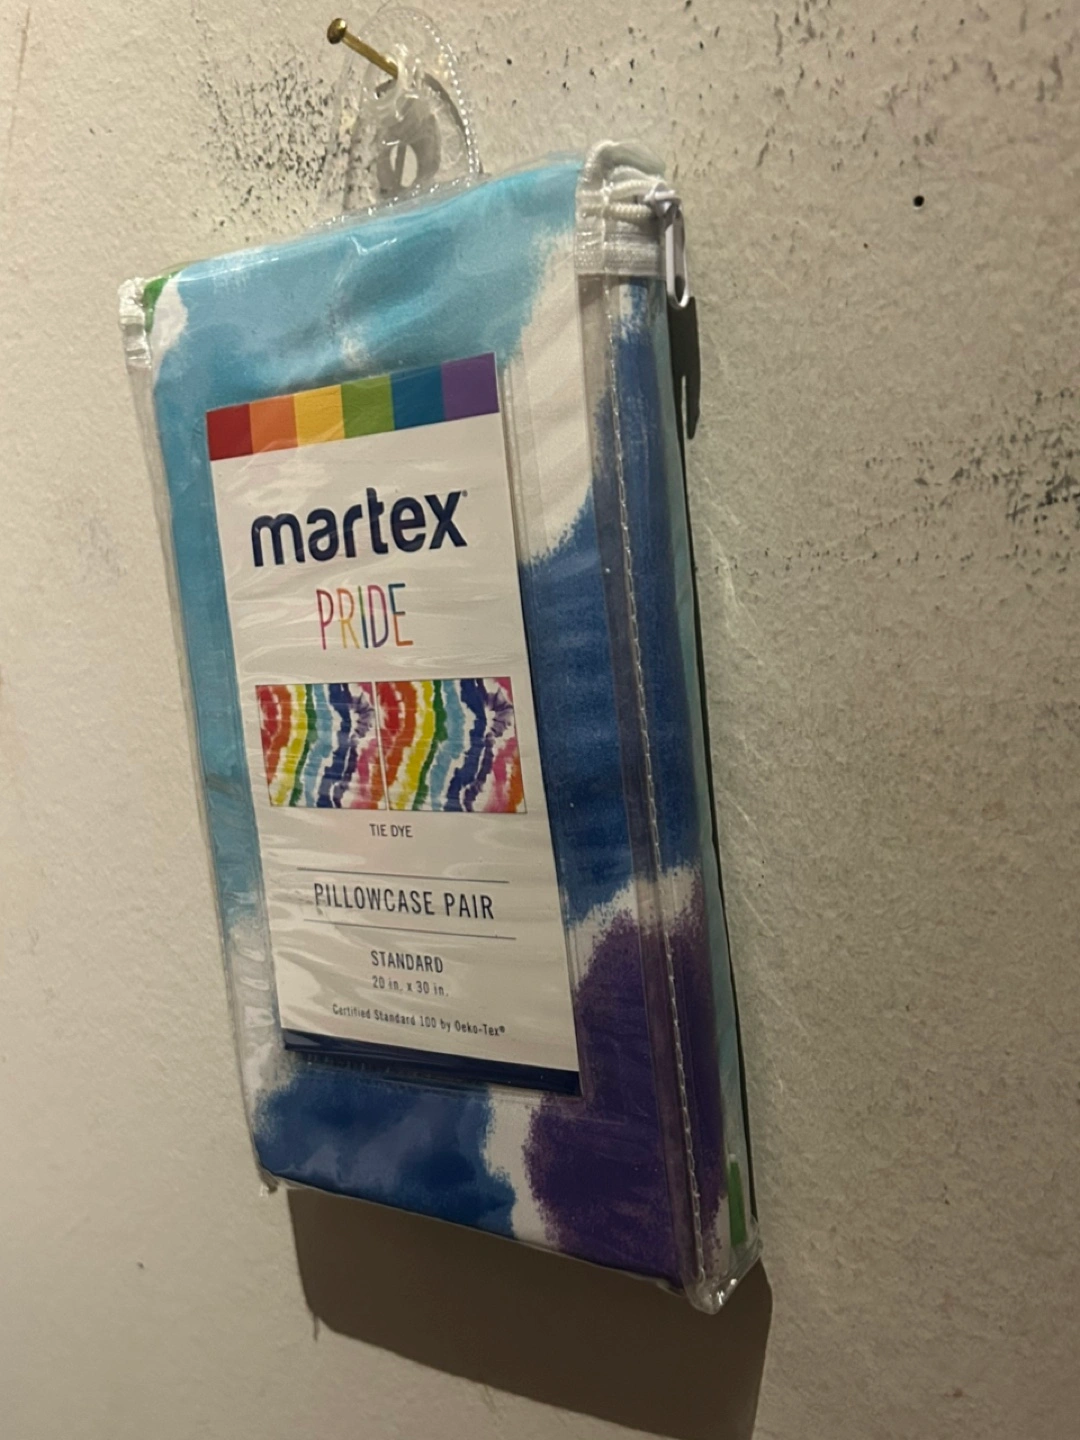 martex®
PRIDE
TIE DYE
PILLOWCASE PAIR
STANDARD
20 in. x 30 in.
Certified Standard 100 by Oeko-Tex®